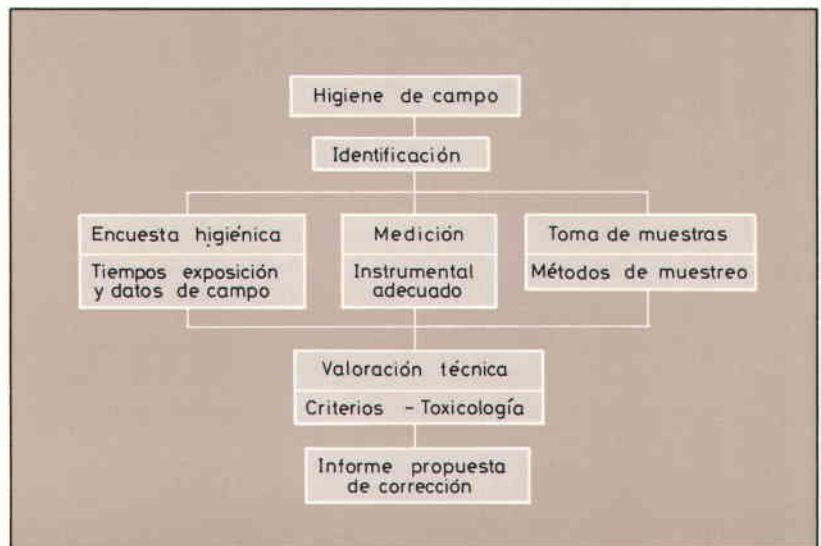 Higiene de campo
Identificación
Encuesta higiénica
Tiempos exposición
y datos de campo
Medición
Instrumental
adecuado
Toma de muestras
Métodos de muestreo
Valoración técnica
Criterios - Toxicología
Informe propuesta
de corrección